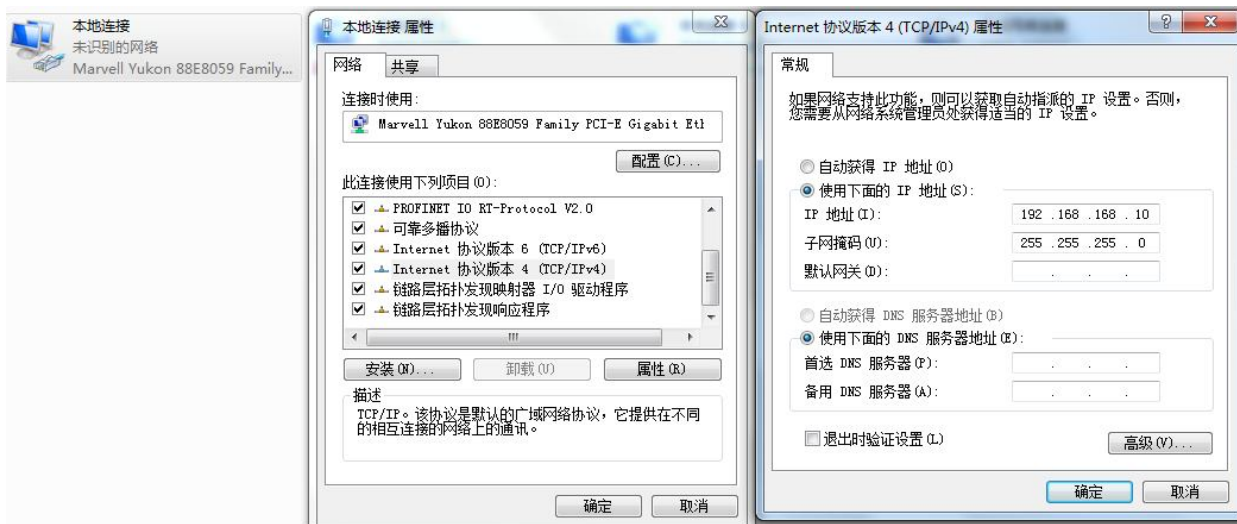 本地连接
未识别的网络
Marvell Yukon 88E8059 Family...
本地连接 属性
网络
共享
连接时使用:
Marvell Yukon 88E8059 Family PCI-E Gigabit Etl
配置(C)...
此连接使用下列项目(O):
PROFINET IO RT-Protocol V2.0
可靠多播协议
Internet 协议版本 6 (TCP/IPv6)
Internet 协议版本 4 (TCP/IPv4)
链路层拓扑发现映射器 I/O 驱动程序
链路层拓扑发现响应程序
安装(N)...
卸载(U)
属性(R)
描述
TCP/IP。该协议是默认的广域网络协议，它提供在不同
的相互连接的网络上的通讯。
确定
取消
Internet 协议版本 4 (TCP/IPv4) 属性
常规
如果网络支持此功能，则可以获取自动指派的 IP 设置。否则，
您需要从网络系统管理员处获得适当的 IP 设置。
自动获得 IP 地址(O)
使用下面的 IP 地址(S):
IP 地址(I): 192 .168 .168 . 10
子网掩码(U): 255 .255 .255 . 0
默认网关(D): . . .
自动获得 DNS 服务器地址(B)
使用下面的 DNS 服务器地址(E):
首选 DNS 服务器(P): . . .
备用 DNS 服务器(A): . . .
退出时验证设置(L)
高级(V)...
确定
取消